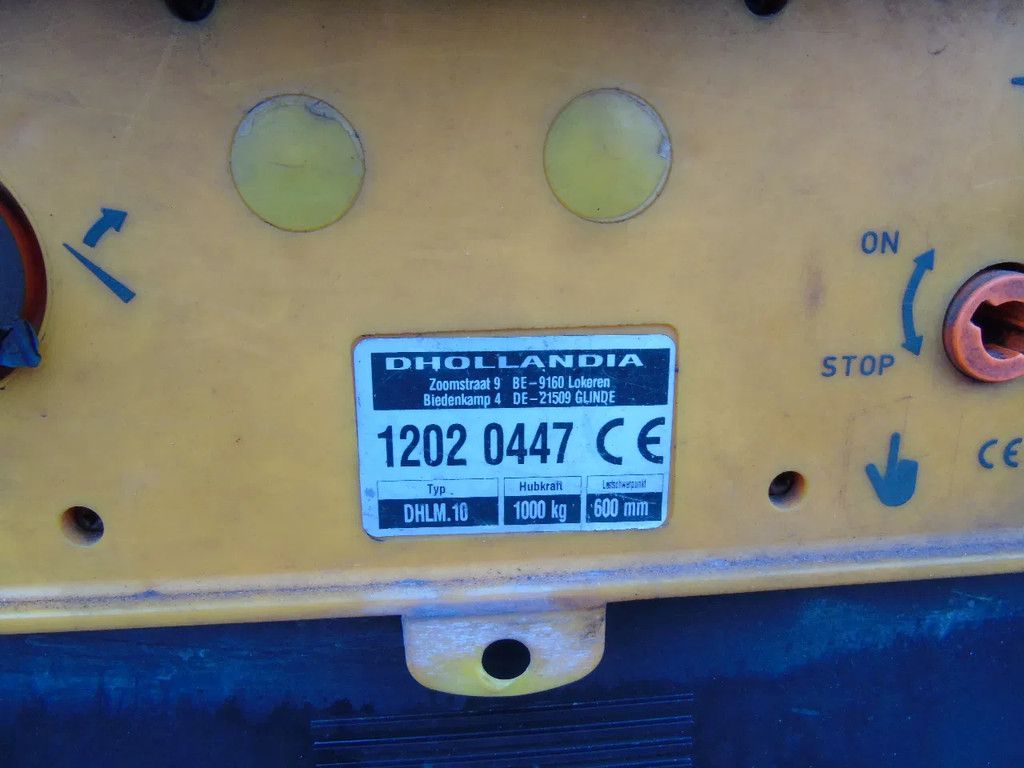 ON
STOP
CE
DHOLLANDIA
Zoomstraat 9 BE-9160 Lokeren
Biedenkamp 4 DE-21509 GLINDE
1202 0447 CE
Typ Hubkraft Lastschwerpunkt
DHLM.10 1000 kg 600 mm